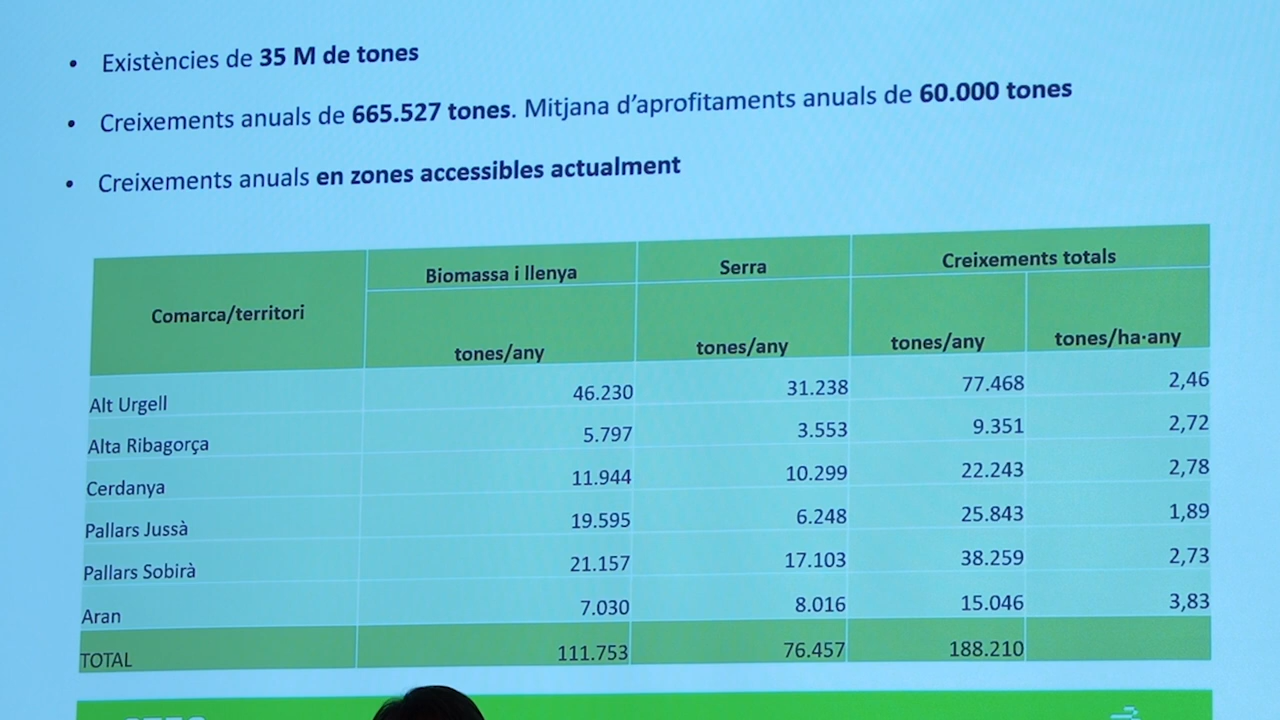 • Existències de 35 M de tones
• Creixements anuals de 665.527 tones. Mitjana d'aprofitaments anuals de 60.000 tones
• Creixements anuals en zones accessibles actualment
Comarca/territori Biomassa i llenya Serra Creixements totals
tones/any tones/any tones/any tones/ha·any
Alt Urgell 46.230 31.238 77.468 2,46
Alta Ribagorça 5.797 3.553 9.351 2,72
Cerdanya 11.944 10.299 22.243 2,78
Pallars Jussà 19.595 6.248 25.843 1,89
Pallars Sobirà 21.157 17.103 38.259 2,73
Aran 7.030 8.016 15.046 3,83
TOTAL 111.753 76.457 188.210